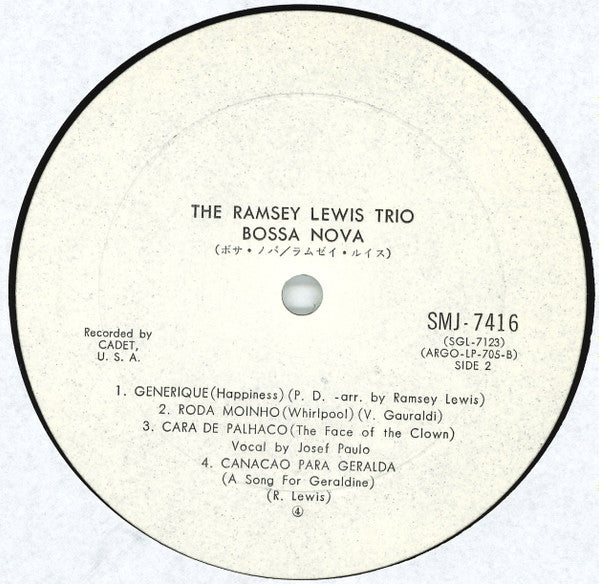 THE RAMSEY LEWIS TRIO
BOSSA NOVA
(ボサ・ノバ/ラムゼイ・ルイス)
Recorded by
CADET,
U. S. A.
SMJ-7416
(SGL-7123)
(ARGO-LP-705-B)
SIDE 2
1. GENERIQUE(Happiness)(P. D. -arr. by Ramsey Lewis)
2. RODA MOINHO(Whirlpool)(V. Gauraldi)
3. CARA DE PALHACO(The Face of the Clown)
Vocal by Josef Paulo
4. CANACAO PARA GERALDA
(A Song For Geraldine)
(R. Lewis)
④